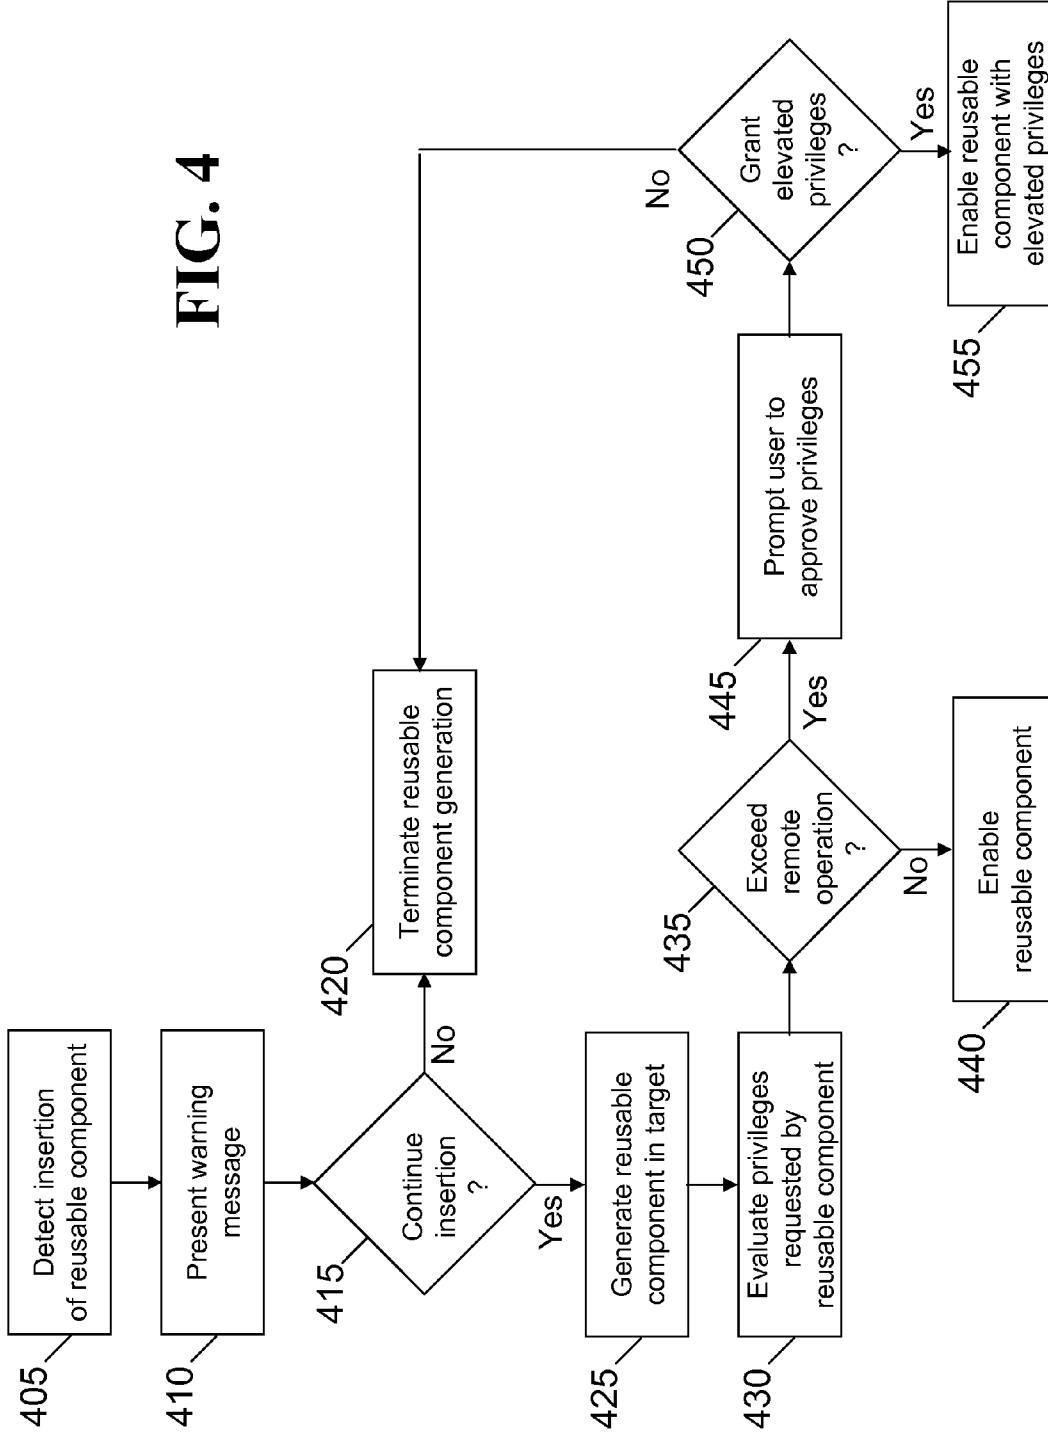 FIG. 4
405
Detect insertion
of reusable component
410
Present warning
message
415
Continue
insertion
?
No
Yes
420
Terminate reusable
component generation
425
Generate reusable
component in target
430
Evaluate privileges
requested by
reusable component
435
Exceed
remote
operation
?
No
Yes
440
Enable
reusable component
445
Prompt user to
approve privileges
450
Grant
elevated
privileges
?
No
Yes
455
Enable reusable
component with
elevated privileges